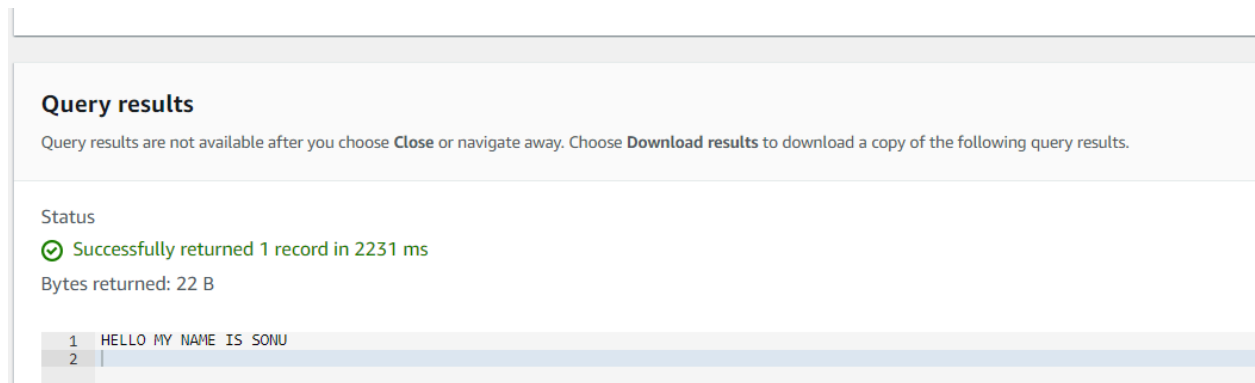 Query results
Query results are not available after you choose Close or navigate away. Choose Download results to download a copy of the following query results.
Status
Successfully returned 1 record in 2231 ms
Bytes returned: 22 B
1 HELLO MY NAME IS SONU
2